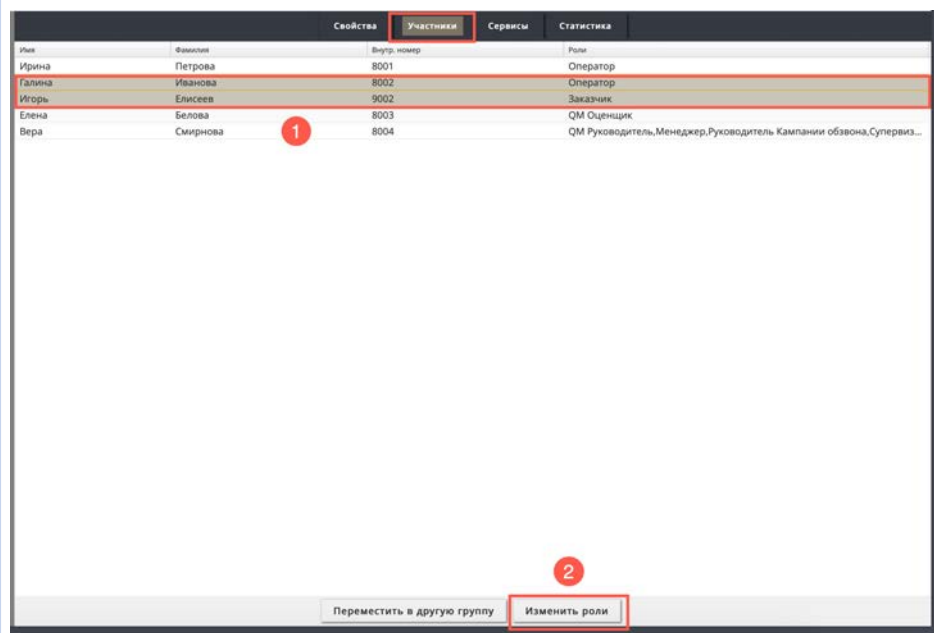 Свойства Участники Сервисы Статистика
Имя Фамилия Внутр. номер Роли
Ирина Петрова 8001 Оператор
Галина Иванова 8002 Оператор
Игорь Елисеев 9002 Заказчик
Елена Белова 8003 QM Оценщик
Вера Смирнова 8004 QM Руководитель,Менеджер,Руководитель Кампании обзвона,Супервиз...
1
2
Переместить в другую группу Изменить роли